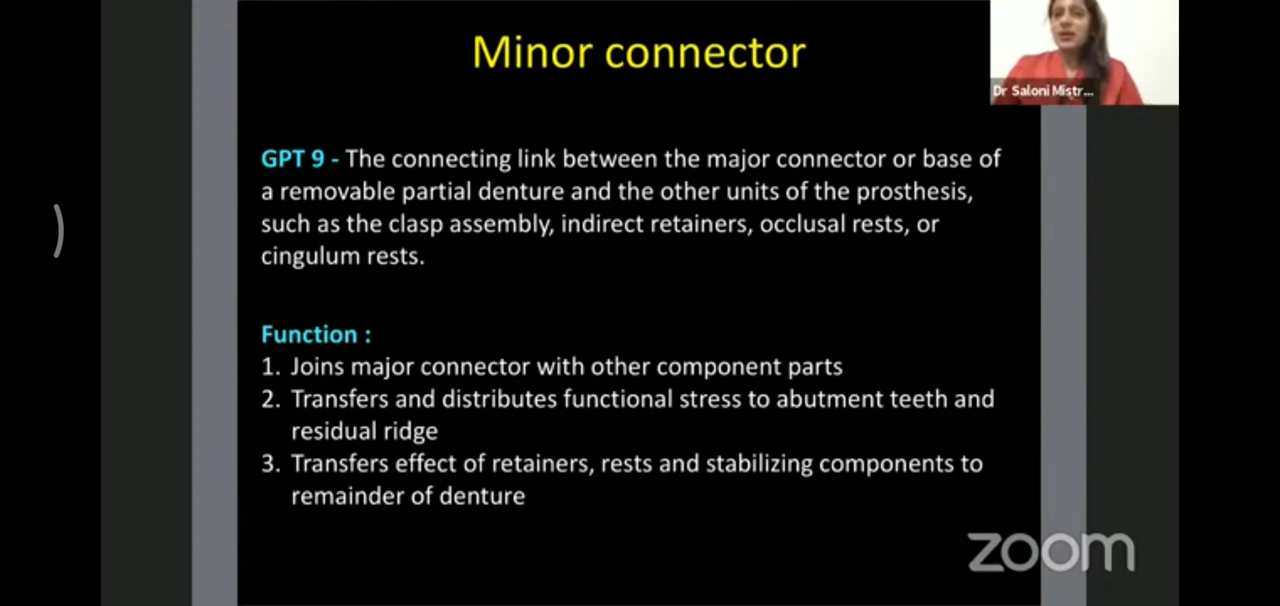 Minor connector
Dr Saloni Mistr...
GPT 9 - The connecting link between the major connector or base of
a removable partial denture and the other units of the prosthesis,
such as the clasp assembly, indirect retainers, occlusal rests, or
cingulum rests.
Function :
1. Joins major connector with other component parts
2. Transfers and distributes functional stress to abutment teeth and
residual ridge
3. Transfers effect of retainers, rests and stabilizing components to
remainder of denture
zoom